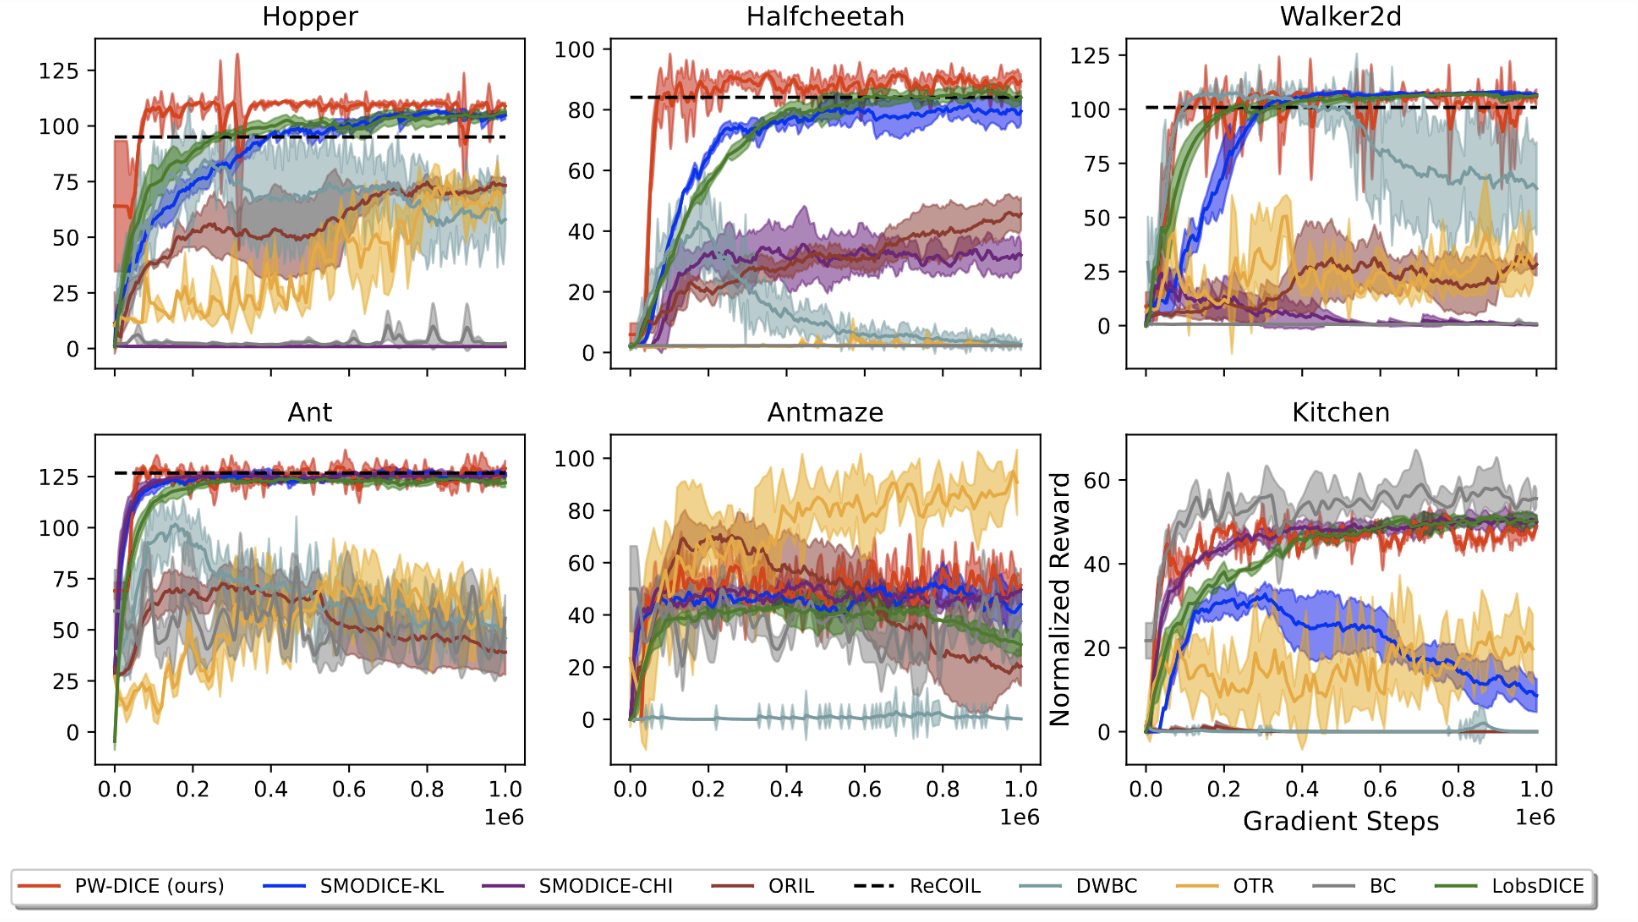 Hopper
Halfcheetah
Walker2d
125
100
75
50
25
0
100
80
60
40
20
0
125
100
75
50
25
0
Ant
Antmaze
Kitchen
125
100
75
50
25
0
100
80
60
40
20
0
Normalized Reward
60
40
20
0
0.0 0.2 0.4 0.6 0.8 1.0
1e6
0.0 0.2 0.4 0.6 0.8 1.0
1e6
0.0 0.2 0.4 0.6 0.8 1.0
Gradient Steps 1e6
PW-DICE (ours) SMODICE-KL SMODICE-CHI ORIL ReCOIL DWBC OTR BC LobsDICE